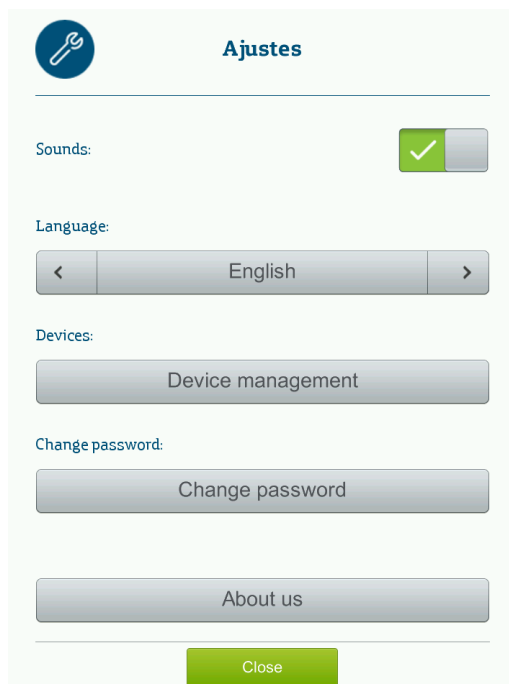 Ajustes
Sounds:
Language:
English
Devices:
Device management
Change password:
Change password
About us
Close